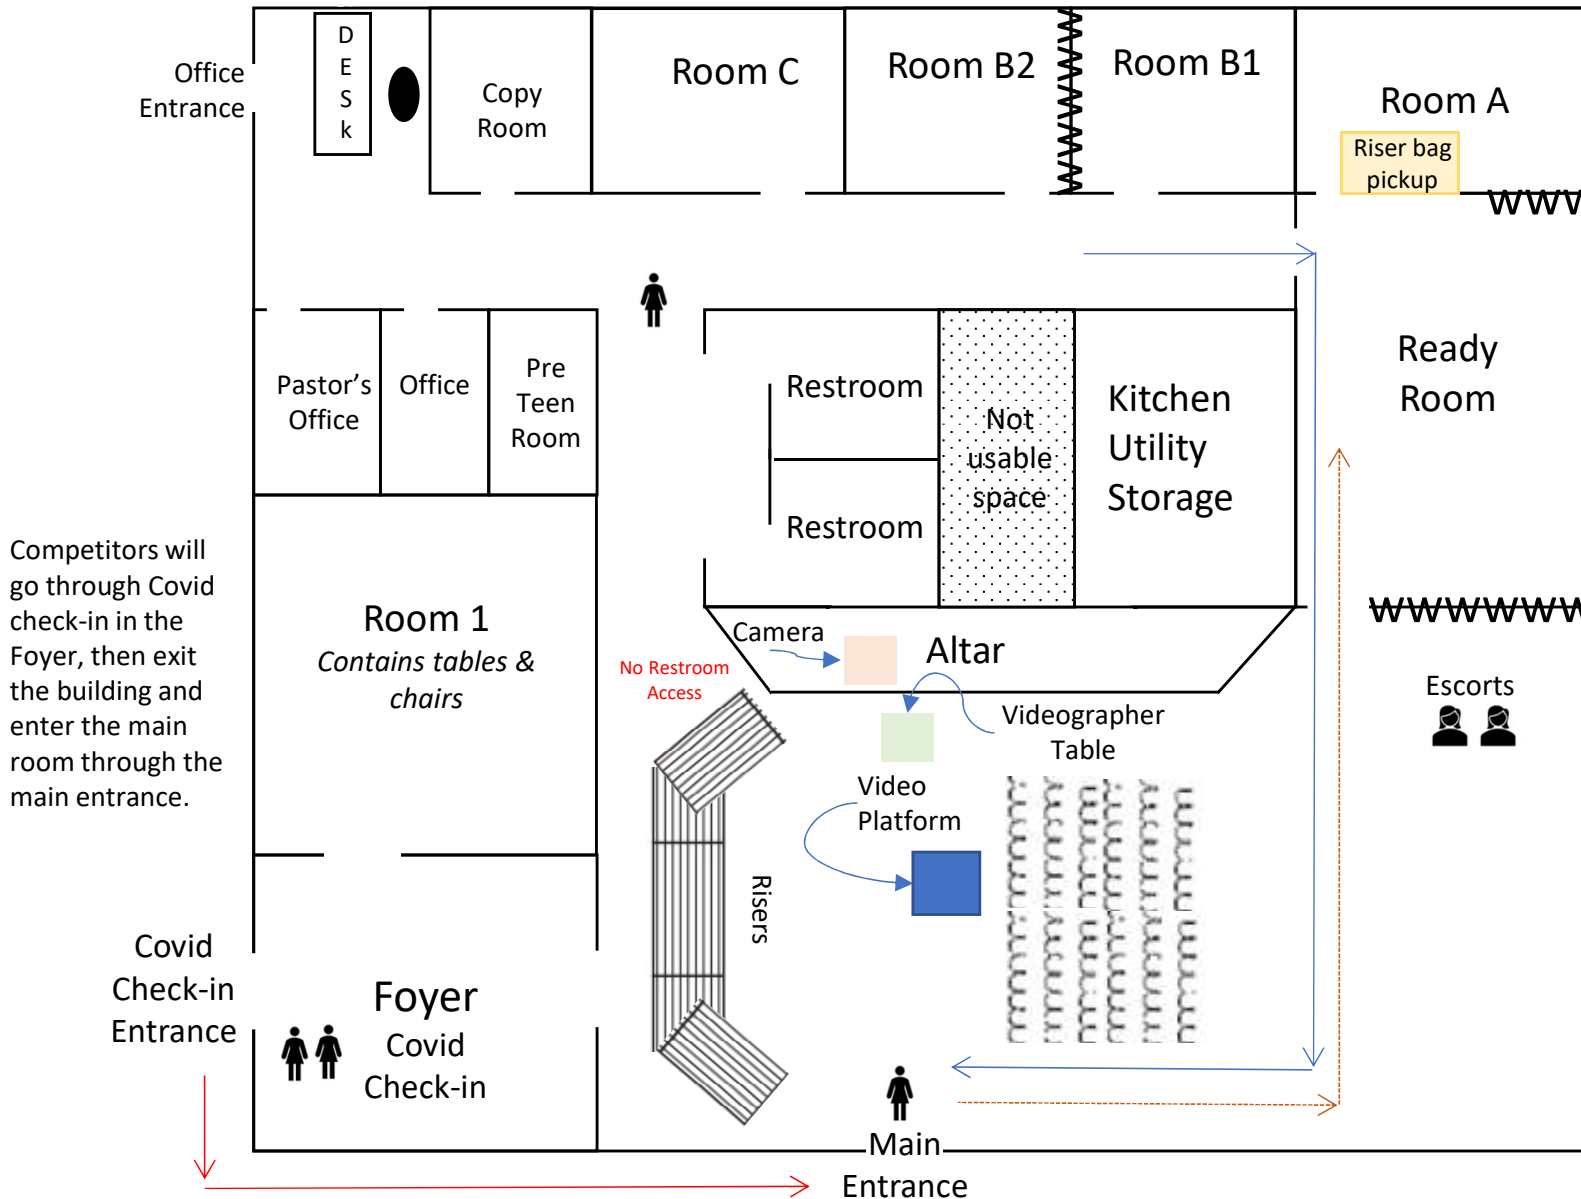 D
E
S
k
Office
Entrance
Copy
Room
Room C
Room B2
Room B1
Room A
Riser bag
pickup
WWW
Pastor's
Office
Office
Pre
Teen
Room
Restroom
Restroom
Not
usable
space
Kitchen
Utility
Storage
Ready
Room
WWWWWWW
Competitors will
go through Covid
check-in in the
Foyer, then exit
the building and
enter the main
room through the
main entrance.
Room 1
Contains tables &
chairs
No Restroom
Access
Camera
Altar
Videographer
Table
Escorts
Video
Platform
Risers
Covid
Check-in
Entrance
Foyer
Covid
Check-in
Main
Entrance